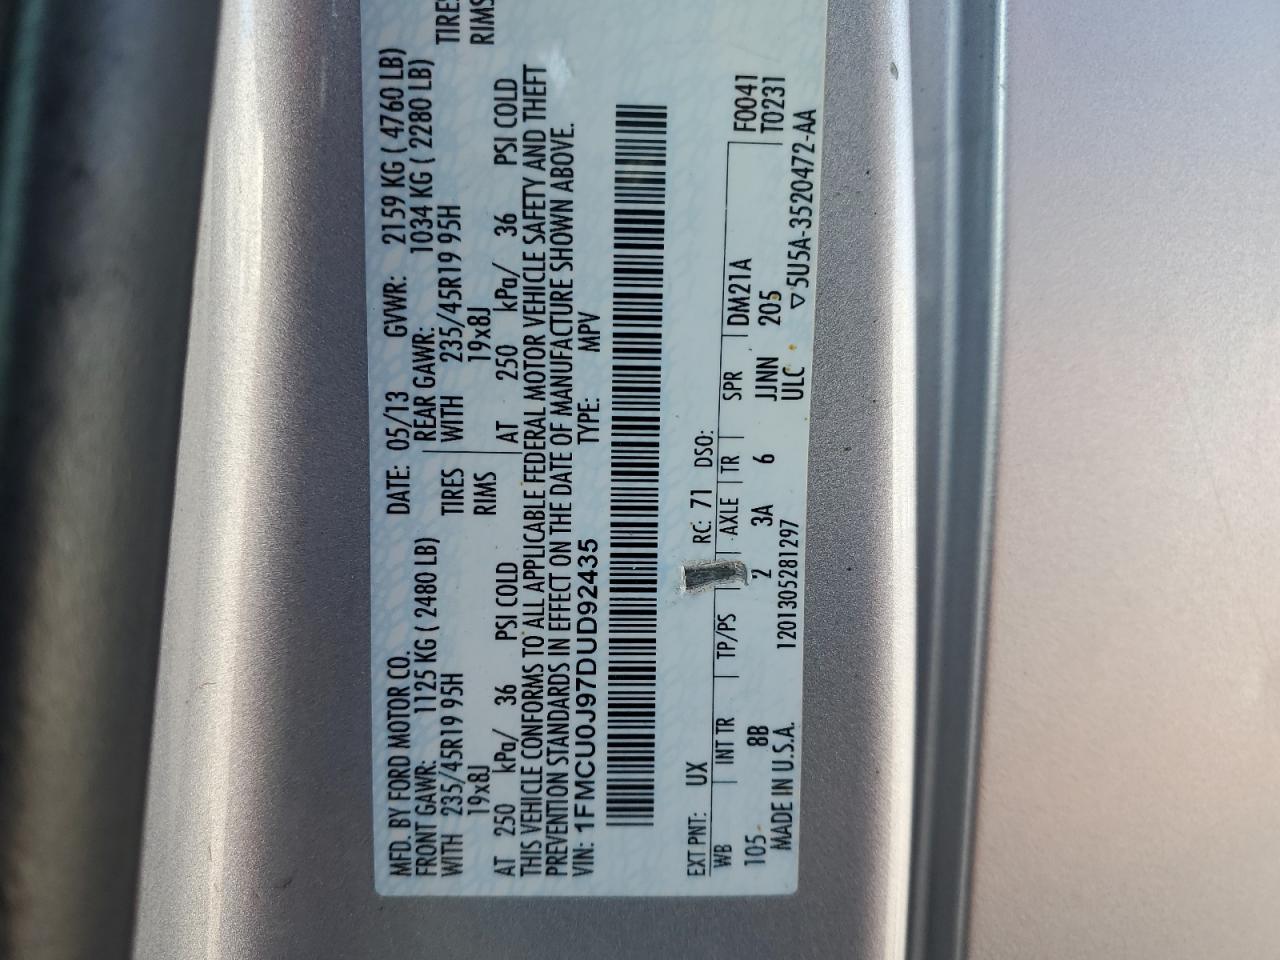 MFD. BY FORD MOTOR CO. DATE: 05/13 GVWR: 2159 KG ( 4760 LB)
FRONT GAWR: 1125 KG ( 2480 LB) REAR GAWR: 1034 KG ( 2280 LB)
WITH 235/45R19 95H TIRES WITH 235/45R19 95H TIRES
19x8J RIMS 19x8J RIMS
AT 250 kPa/ 36 PSI COLD AT 250 kPa/ 36 PSI COLD
THIS VEHICLE CONFORMS TO ALL APPLICABLE FEDERAL MOTOR VEHICLE SAFETY AND THEFT
PREVENTION STANDARDS IN EFFECT ON THE DATE OF MANUFACTURE SHOWN ABOVE.
VIN: 1FMCU0J97DUD92435 TYPE: MPV
EXT PNT: UX RC: 71 DSO: F0041
WB INT TR TP/PS AXLE TR SPR DM21A T0231
105 8B 2 3A 6 JJNN 205
MADE IN U.S.A. 1201305281297 ULC ▽5U5A-3520472-AA